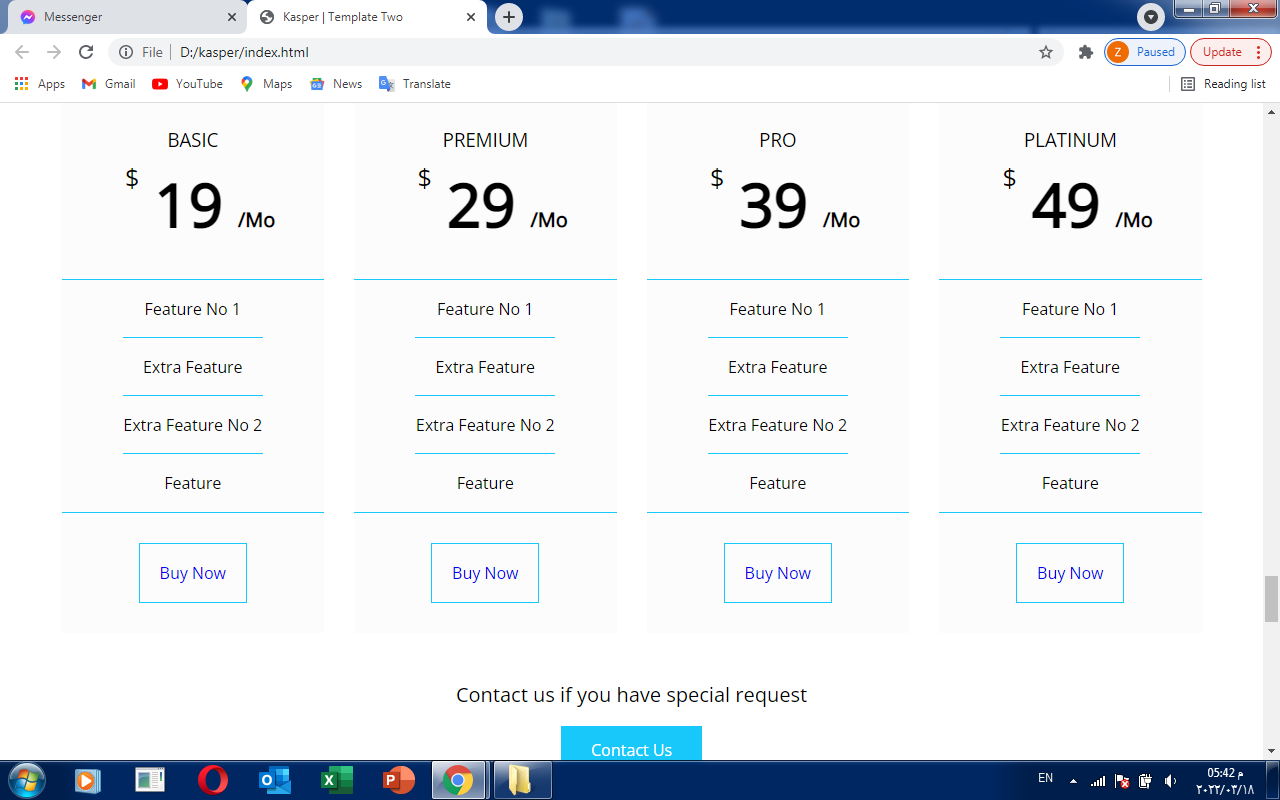 Messenger
Kasper | Template Two
File D:/kasper/index.html
Z Paused Update
Apps Gmail YouTube Maps News Translate Reading list
BASIC PREMIUM PRO PLATINUM
$ 19 /Mo $ 29 /Mo $ 39 /Mo $ 49 /Mo
Feature No 1 Feature No 1 Feature No 1 Feature No 1
Extra Feature Extra Feature Extra Feature Extra Feature
Extra Feature No 2 Extra Feature No 2 Extra Feature No 2 Extra Feature No 2
Feature Feature Feature Feature
Buy Now Buy Now Buy Now Buy Now
Contact us if you have special request
Contact Us
EN
05:42 م
٢٠٢٢/٠٣/١٨